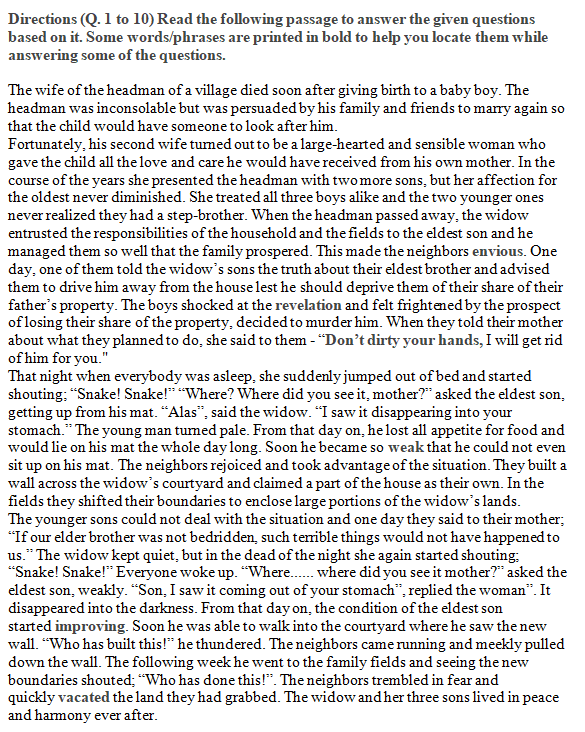 Directions (Q. 1 to 10) Read the following passage to answer the given questions
based on it. Some words/phrases are printed in bold to help you locate them while
answering some of the questions.
The wife of the headman of a village died soon after giving birth to a baby boy. The
headman was inconsolable but was persuaded by his family and friends to marry again so
that the child would have someone to look after him.
Fortunately, his second wife turned out to be a large-hearted and sensible woman who
gave the child all the love and care he would have received from his own mother. In the
course of the years she presented the headman with two more sons, but her affection for
the oldest never diminished. She treated all three boys alike and the two younger ones
never realized they had a step-brother. When the headman passed away, the widow
entrusted the responsibilities of the household and the fields to the eldest son and he
managed them so well that the family prospered. This made the neighbors envious. One
day, one of them told the widow's sons the truth about their eldest brother and advised
them to drive him away from the house lest he should deprive them of their share of their
father's property. The boys shocked at the revelation and felt frightened by the prospect
of losing their share of the property, decided to murder him. When they told their mother
about what they planned to do, she said to them - "Don't dirty your hands, I will get rid
of him for you."
That night when everybody was asleep, she suddenly jumped out of bed and started
shouting; "Snake! Snake!" "Where? Where did you see it, mother?" asked the eldest son,
getting up from his mat. "Alas", said the widow. "I saw it disappearing into your
stomach." The young man turned pale. From that day on, he lost all appetite for food and
would lie on his mat the whole day long. Soon he became so weak that he could not even
sit up on his mat. The neighbors rejoiced and took advantage of the situation. They built a
wall across the widow's courtyard and claimed a part of the house as their own. In the
fields they shifted their boundaries to enclose large portions of the widow's lands.
The younger sons could not deal with the situation and one day they said to their mother;
"If our elder brother was not bedridden, such terrible things would not have happened to
us." The widow kept quiet, but in the dead of the night she again started shouting;
"Snake! Snake!" Everyone woke up. "Where...... where did you see it mother?" asked the
eldest son, weakly. "Son, I saw it coming out of your stomach", replied the woman". It
disappeared into the darkness. From that day on, the condition of the eldest son
started improving. Soon he was able to walk into the courtyard where he saw the new
wall. "Who has built this!" he thundered. The neighbors came running and meekly pulled
down the wall. The following week he went to the family fields and seeing the new
boundaries shouted; "Who has done this!". The neighbors trembled in fear and
quickly vacated the land they had grabbed. The widow and her three sons lived in peace
and harmony ever after.